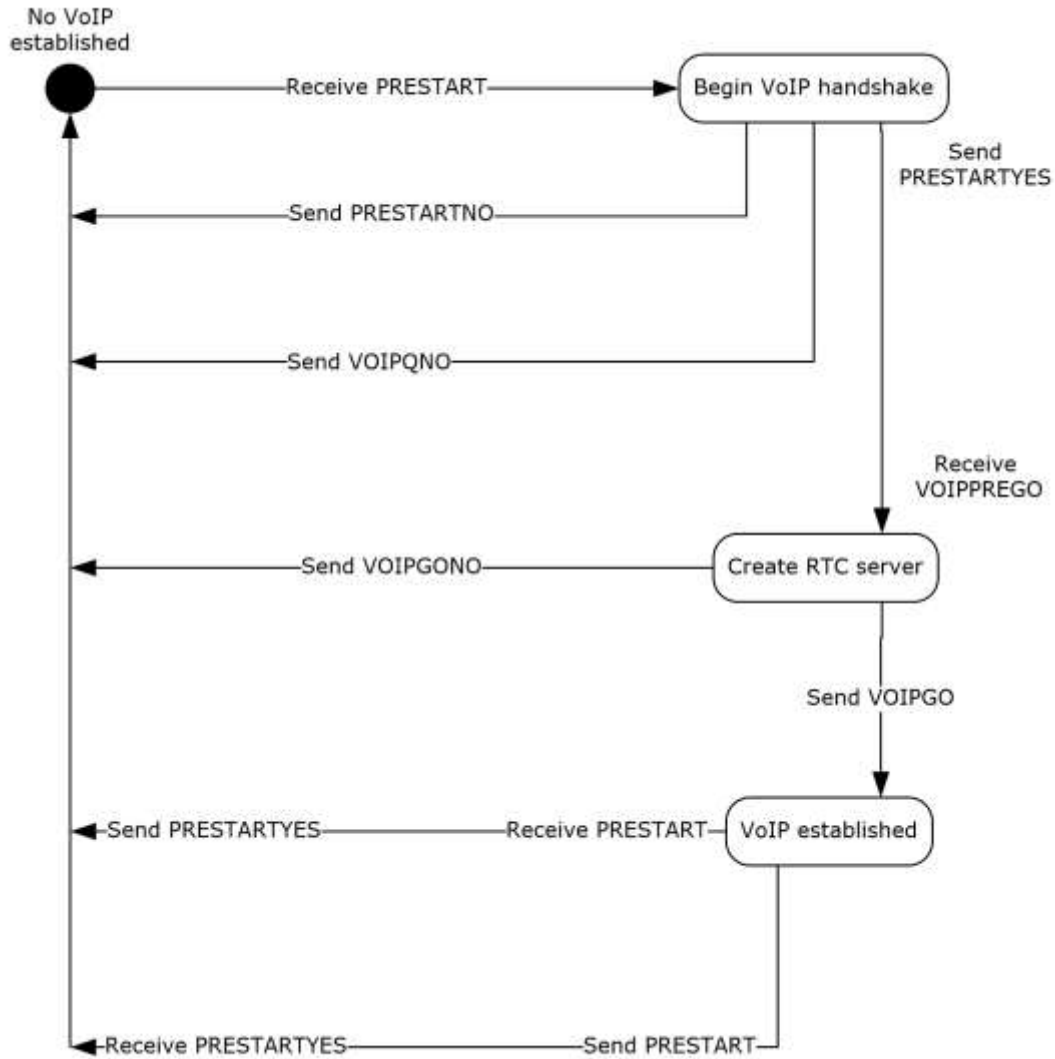 No VoIP
established
Receive PRESTART
Begin VoIP handshake
Send
PRESTARTYES
Send PRESTARTNO
Send VOIPQNO
Receive
VOIPPREGO
Send VOIPGONO
Create RTC server
Send VOIPGO
Send PRESTARTYES
Receive PRESTART
VoIP established
Receive PRESTARTYES
Send PRESTART